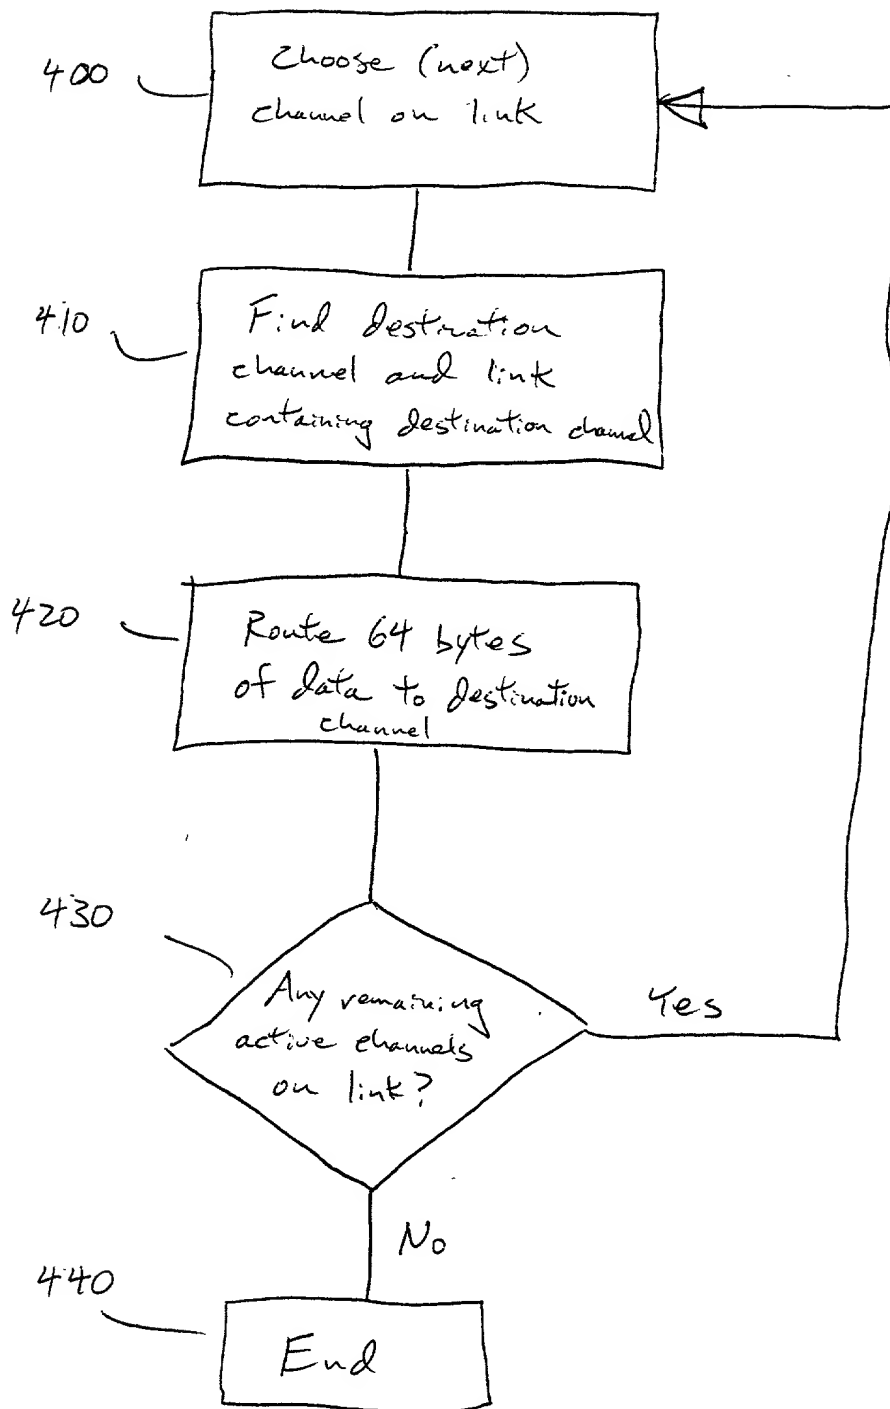 400
Choose (next)
channel on link
410
Find destination
channel and link
containing destination channel
420
Route 64 bytes
of data to destination
channel
430
Any remaining
active channels
on link?
Yes
No
440
End